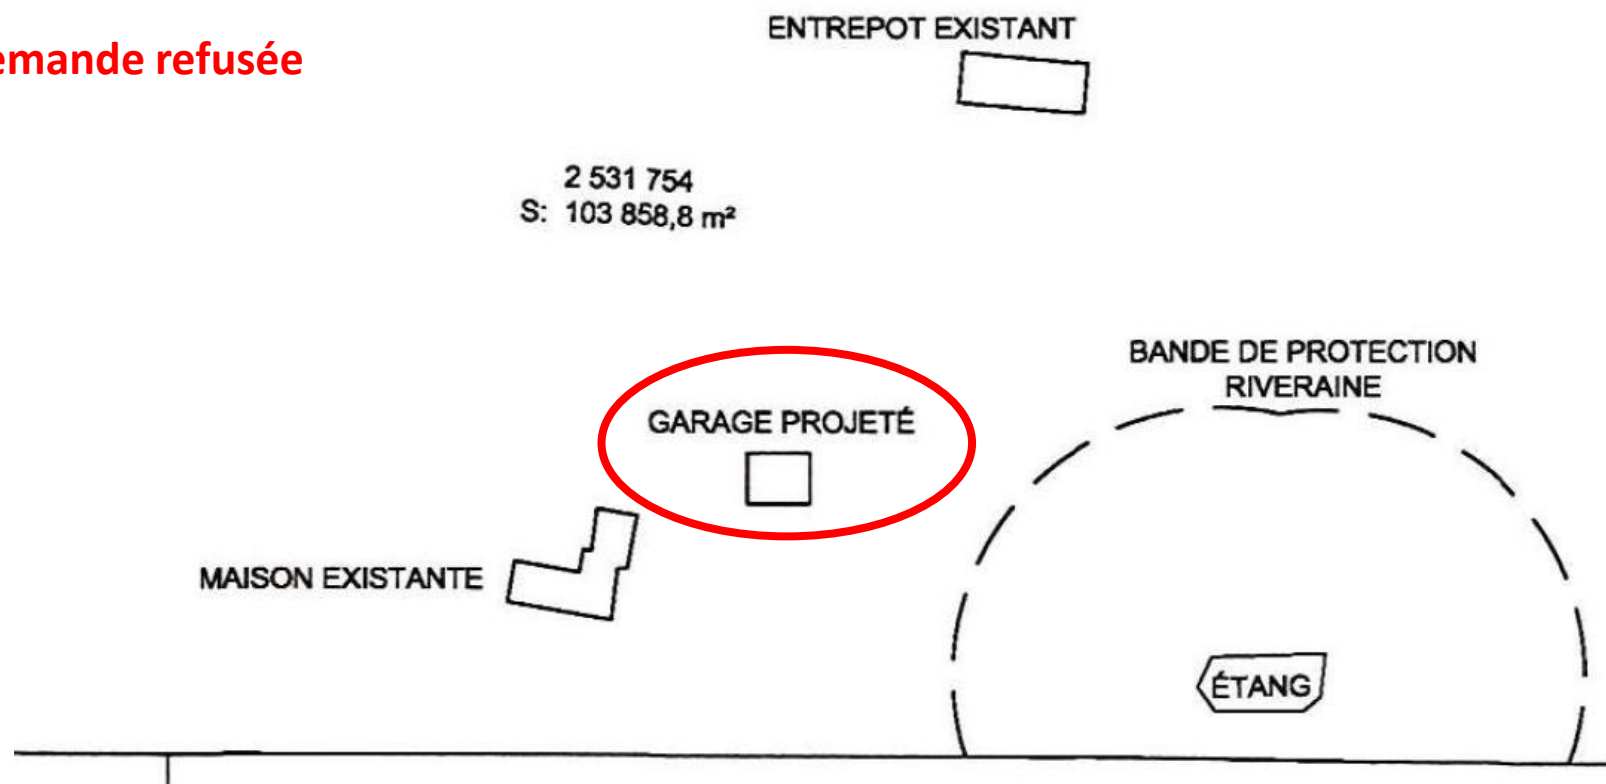 ENTREPOT EXISTANT
emande refusée
2 531 754
S: 103 858,8 m²
BANDE DE PROTECTION
RIVERAINE
GARAGE PROJETÉ
MAISON EXISTANTE
ÉTANG